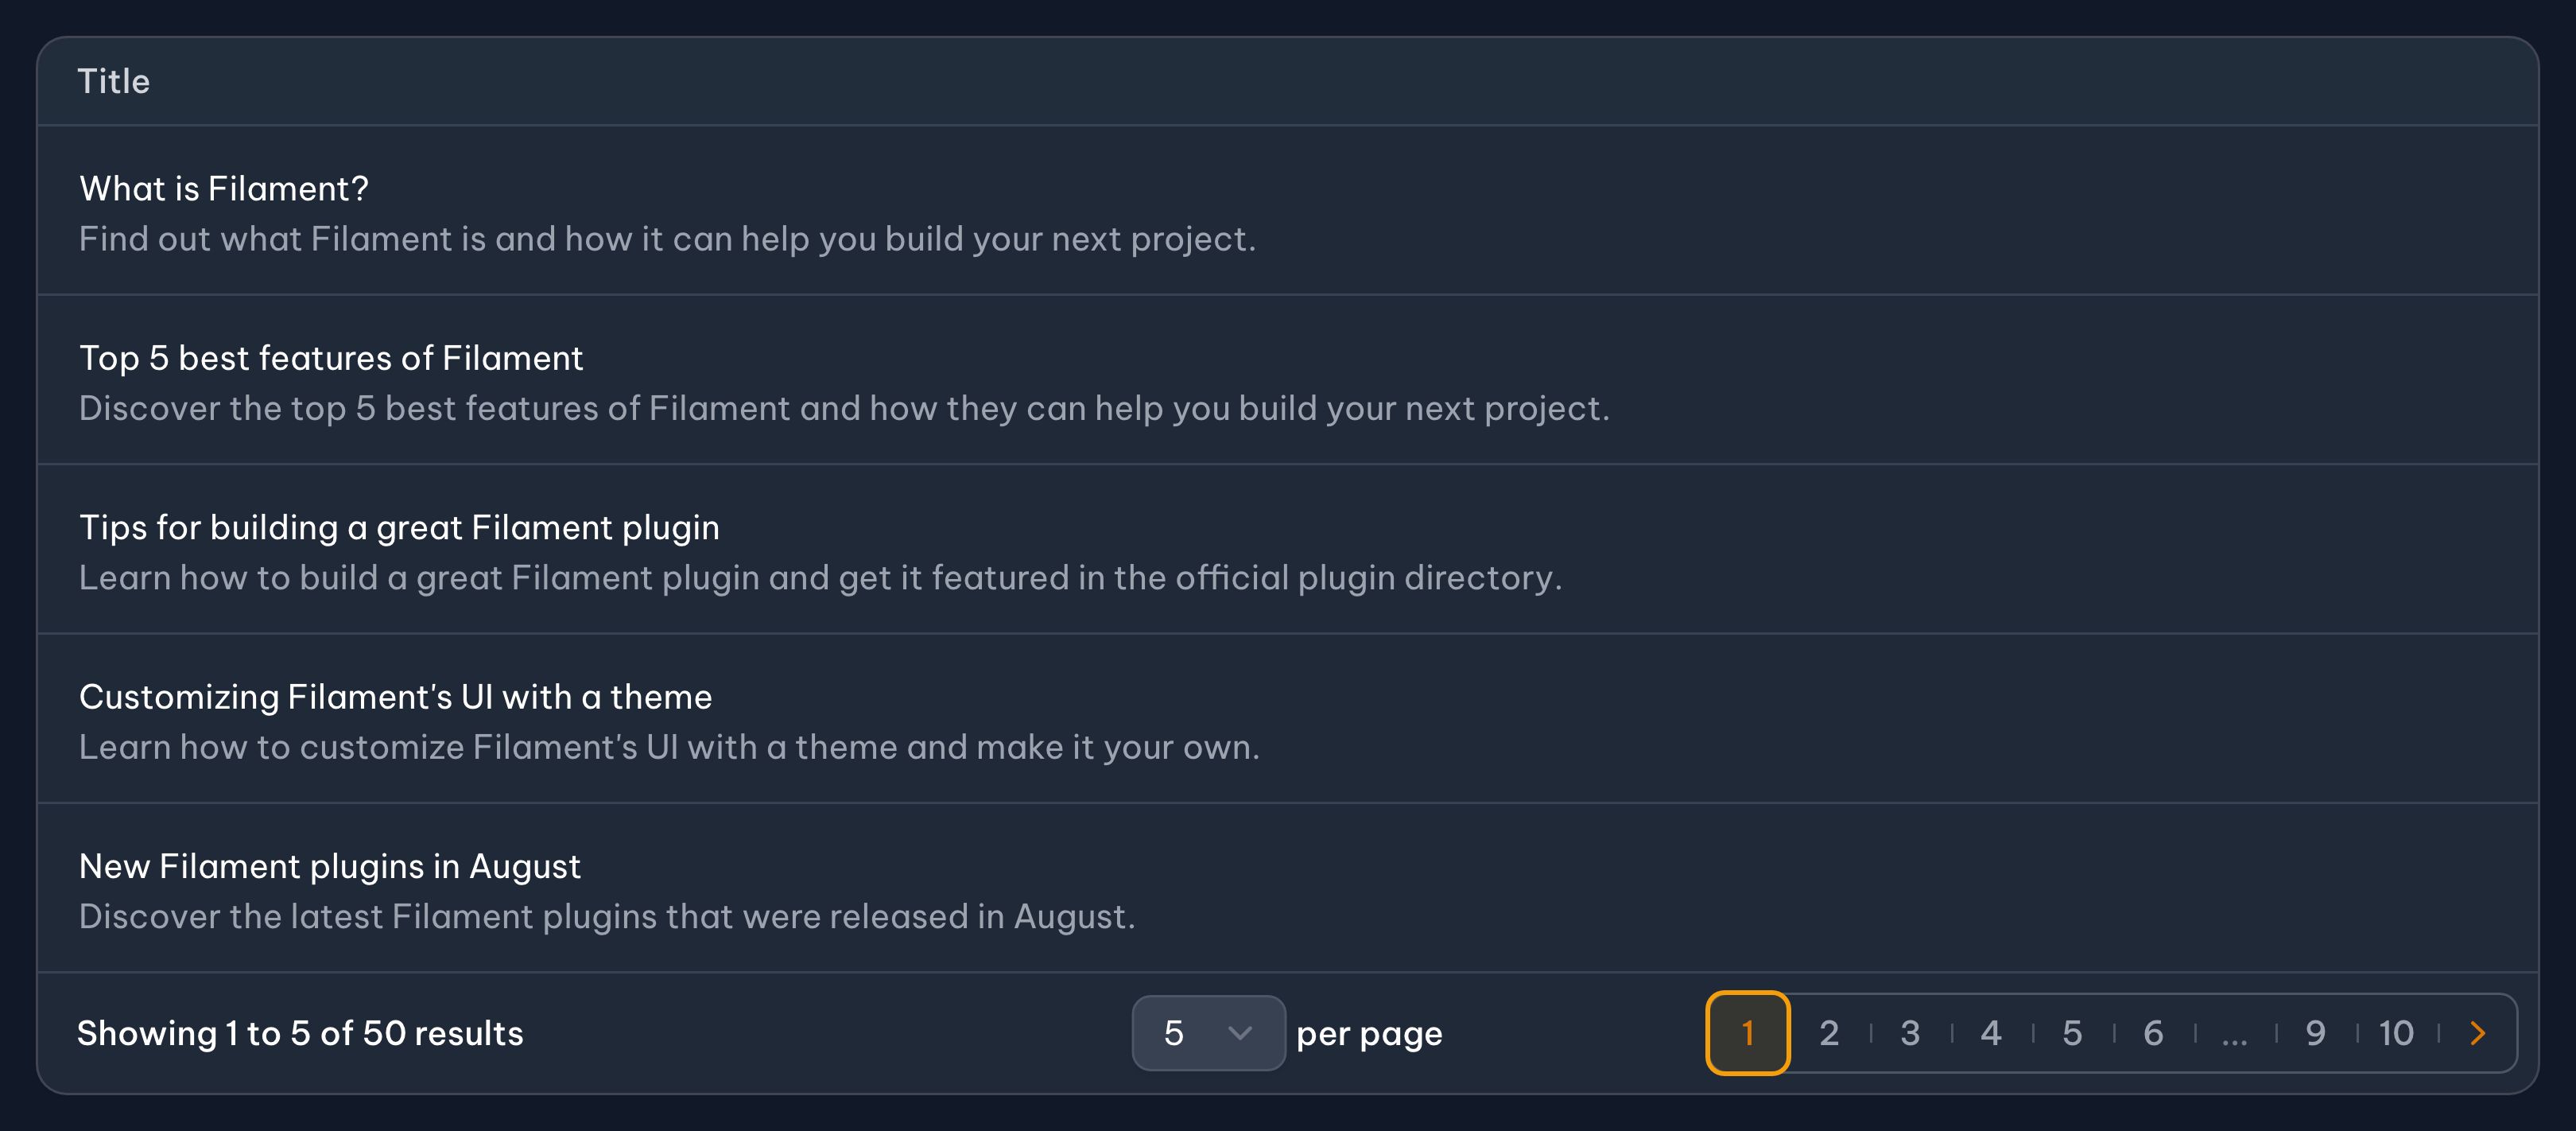 Title
What is Filament?
Find out what Filament is and how it can help you build your next project.
Top 5 best features of Filament
Discover the top 5 best features of Filament and how they can help you build your next project.
Tips for building a great Filament plugin
Learn how to build a great Filament plugin and get it featured in the official plugin directory.
Customizing Filament's UI with a theme
Learn how to customize Filament's UI with a theme and make it your own.
New Filament plugins in August
Discover the latest Filament plugins that were released in August.
Showing 1 to 5 of 50 results 5 per page 1 2 3 4 5 6 ... 9 10